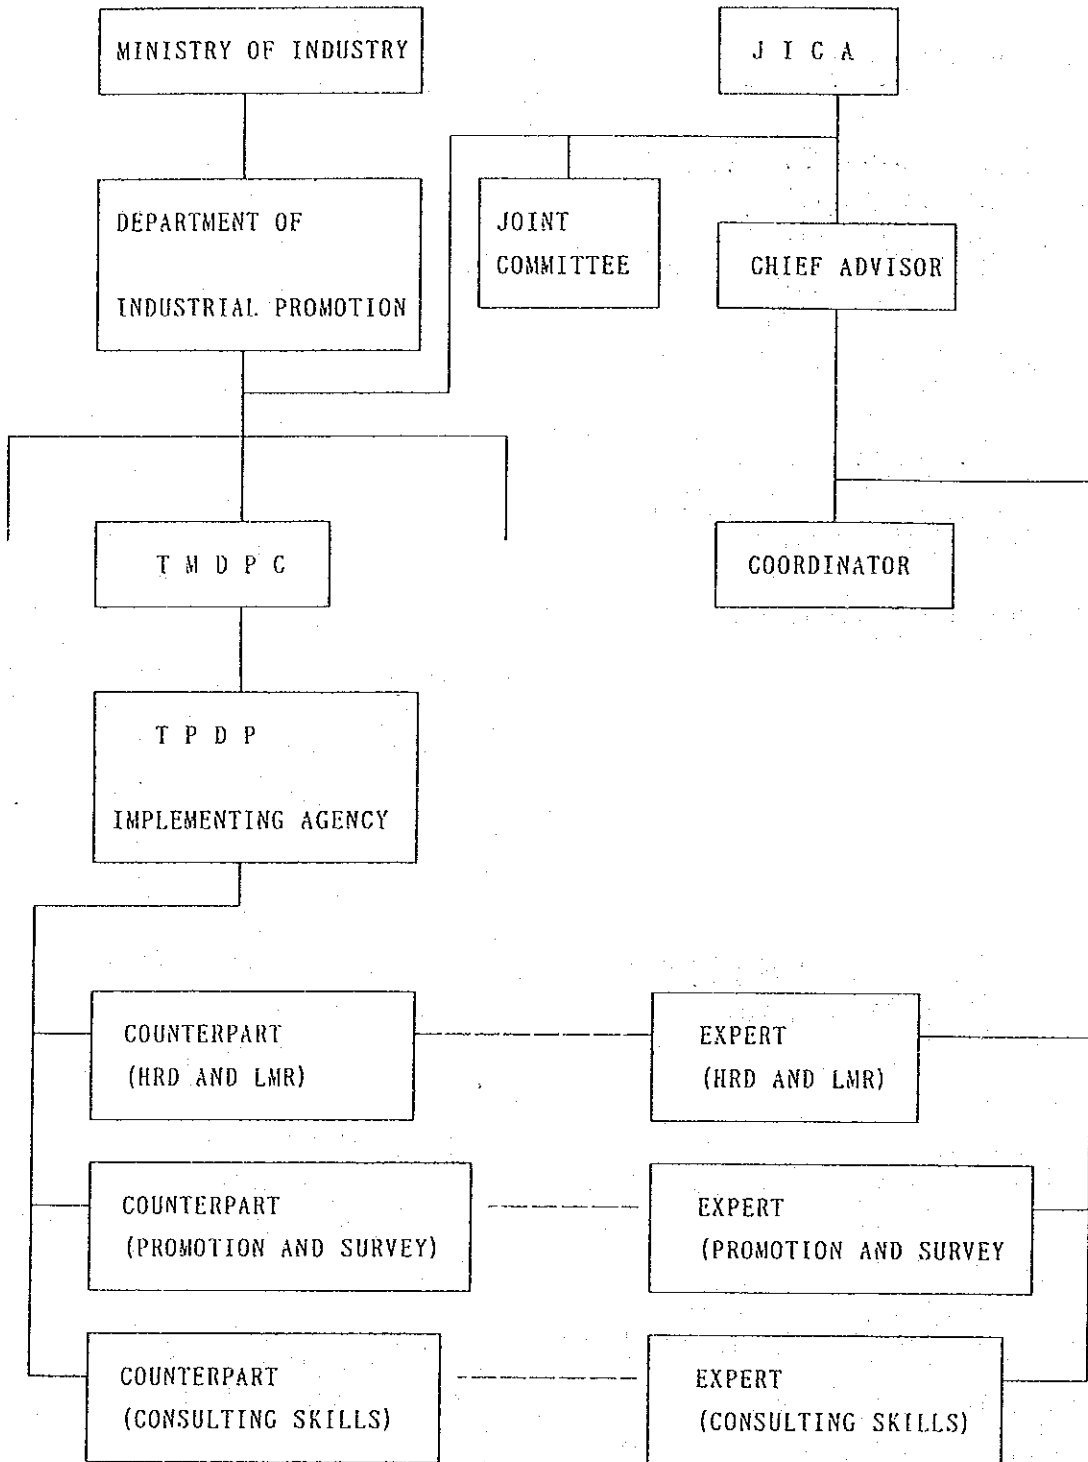 MINISTRY OF INDUSTRY
J I C A
DEPARTMENT OF
INDUSTRIAL PROMOTION
JOINT
COMMITTEE
CHIEF ADVISOR
T M D P C
COORDINATOR
T P D P
IMPLEMENTING AGENCY
COUNTERPART
(HRD AND LMR)
EXPERT
(HRD AND LMR)
COUNTERPART
(PROMOTION AND SURVEY)
EXPERT
(PROMOTION AND SURVEY
COUNTERPART
(CONSULTING SKILLS)
EXPERT
(CONSULTING SKILLS)